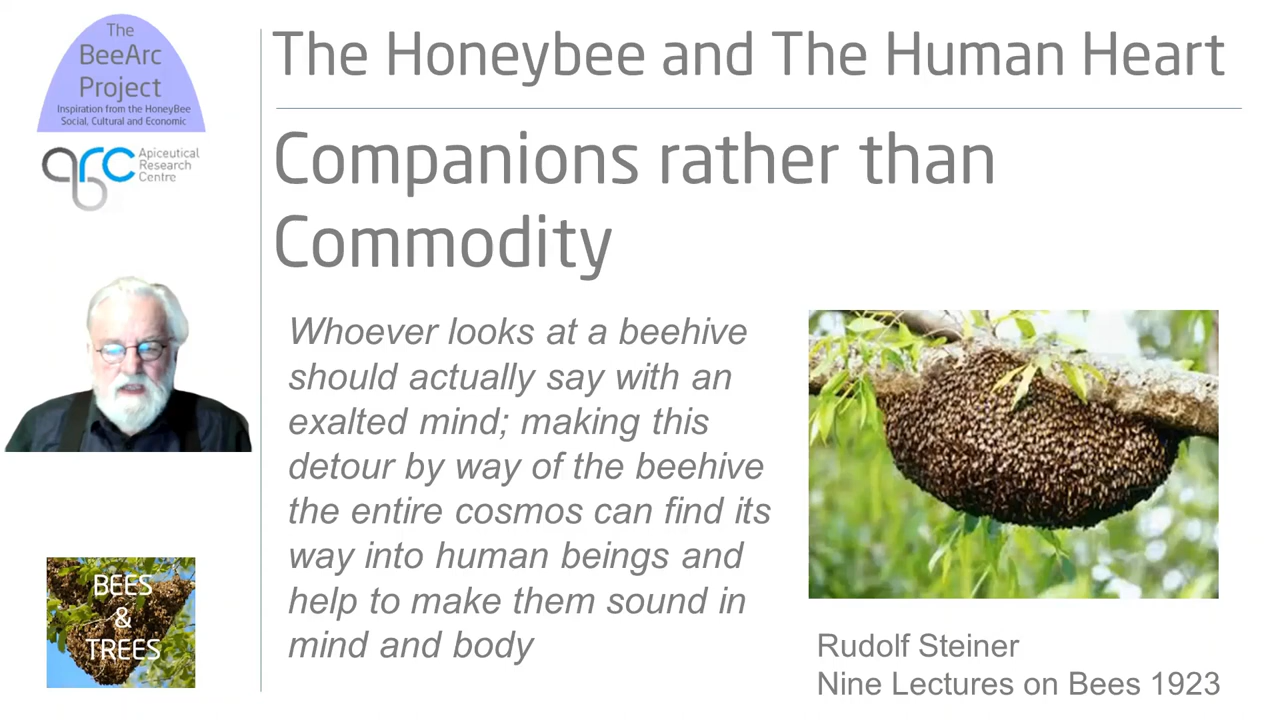 The
BeeArc
Project
Inspiration from the HoneyBee
Social, Cultural and Economic
arc
Apiceutical
Research
Centre
The Honeybee and The Human Heart
Companions rather than
Commodity
Whoever looks at a beehive
should actually say with an
exalted mind; making this
detour by way of the beehive
the entire cosmos can find its
way into human beings and
help to make them sound in
mind and body
Rudolf Steiner
Nine Lectures on Bees 1923
BEES
&
TREES